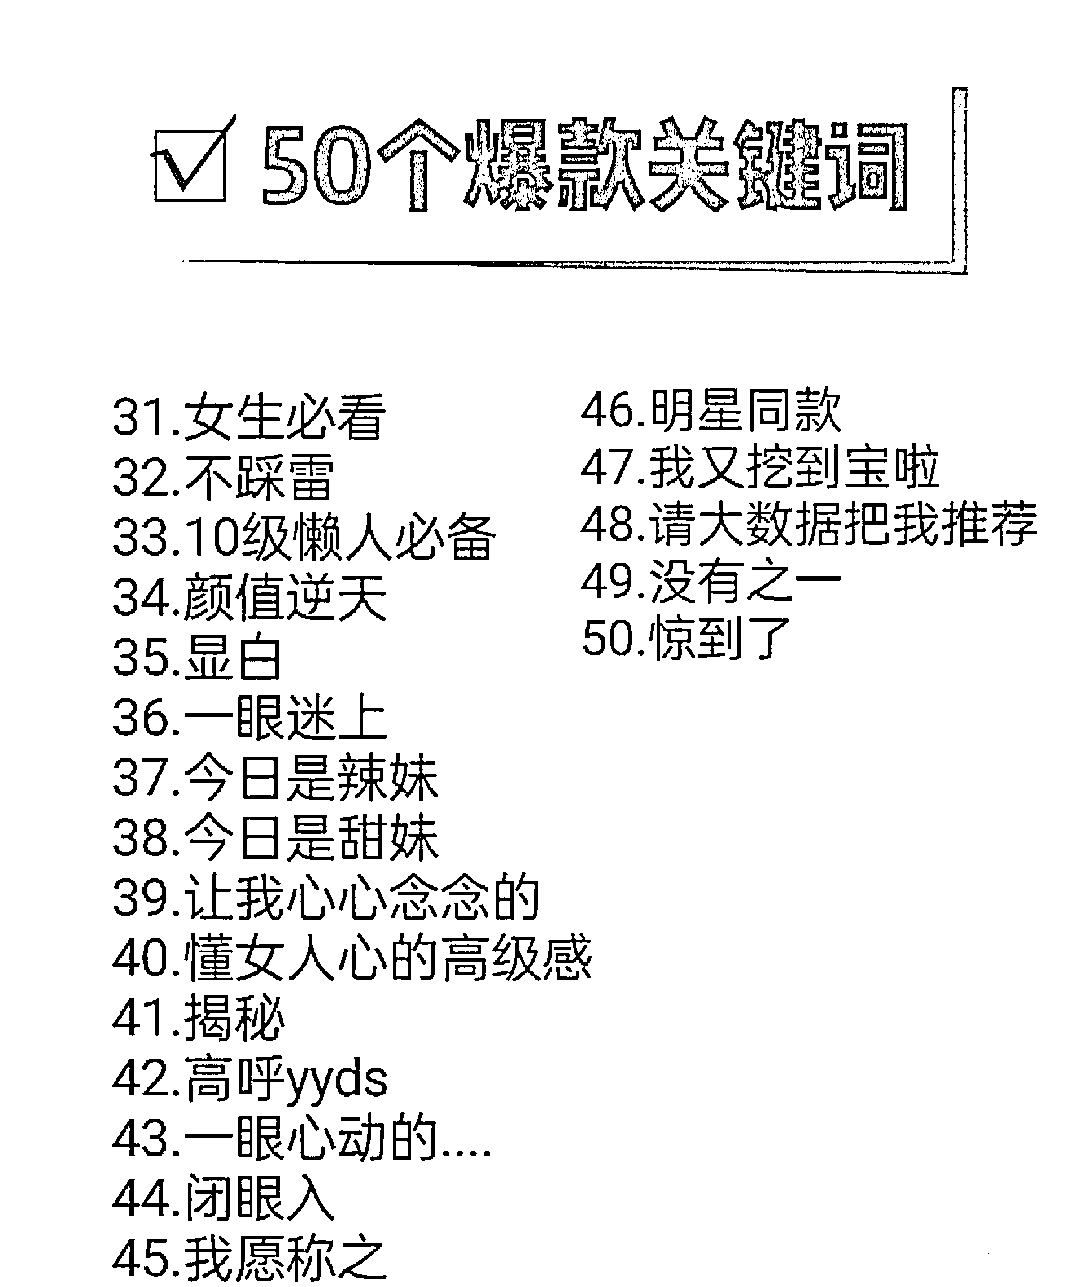 50个爆款关键词
31.女生必看
32.不踩雷
33.10级懒人必备
34.颜值逆天
35.显白
36.一眼迷上
37.今日是辣妹
38.今日是甜妹
39.让我心心念念的
40.懂女人心的高级感
41.揭秘
42.高呼yyds
43.一眼心动的....
44.闭眼入
45.我愿称之
46.明星同款
47.我又挖到宝啦
48.请大数据把我推荐
49.没有之一
50.惊到了